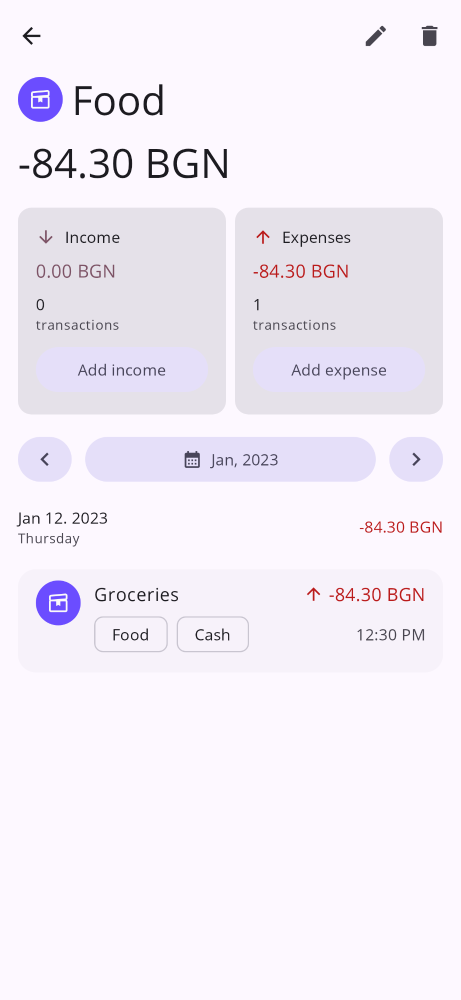 Food
-84.30 BGN
Income
0.00 BGN
0
transactions
Add income
Expenses
-84.30 BGN
1
transactions
Add expense
Jan, 2023
Jan 12. 2023
Thursday
-84.30 BGN
Groceries
-84.30 BGN
Food
Cash
12:30 PM